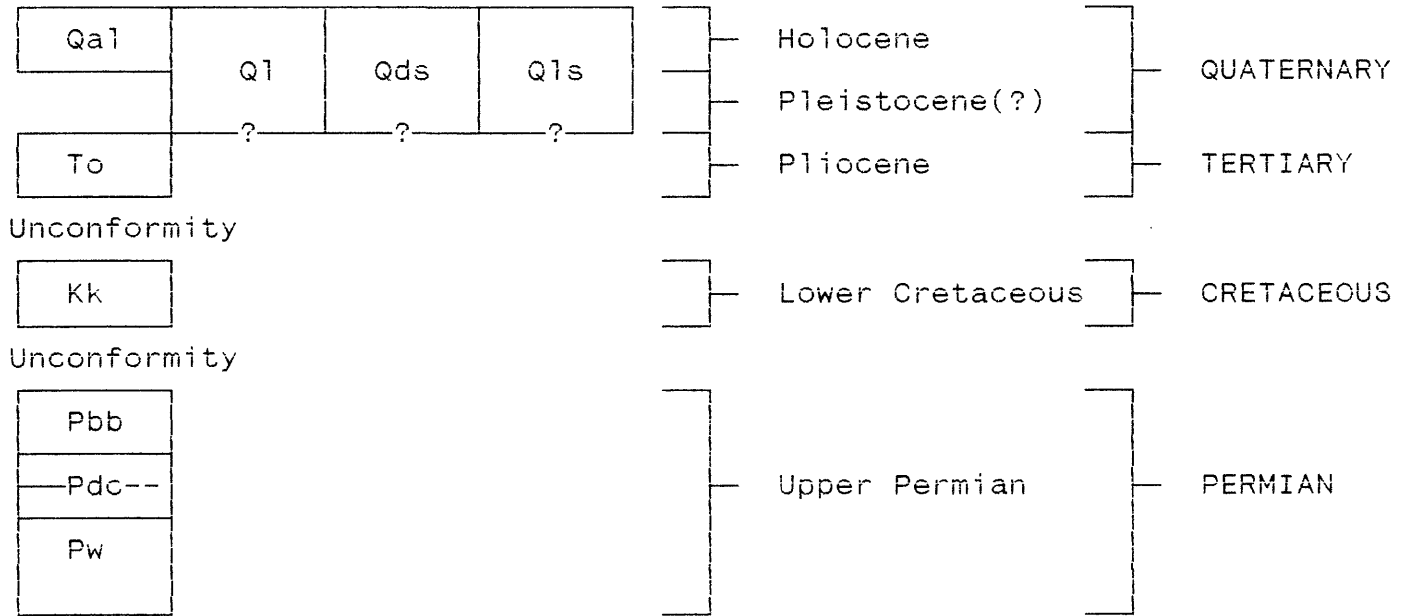 Qal
Holocene
Ql Qds Qls
QUATERNARY
Pleistocene(?)
? ? ?
To
Pliocene
TERTIARY
Unconformity
Kk
Lower Cretaceous
CRETACEOUS
Unconformity
Pbb
Pdc
Upper Permian
PERMIAN
Pw